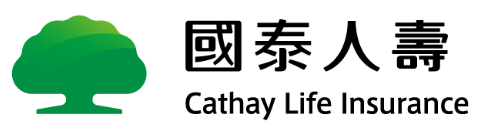 國泰人壽
Cathay Life Insurance